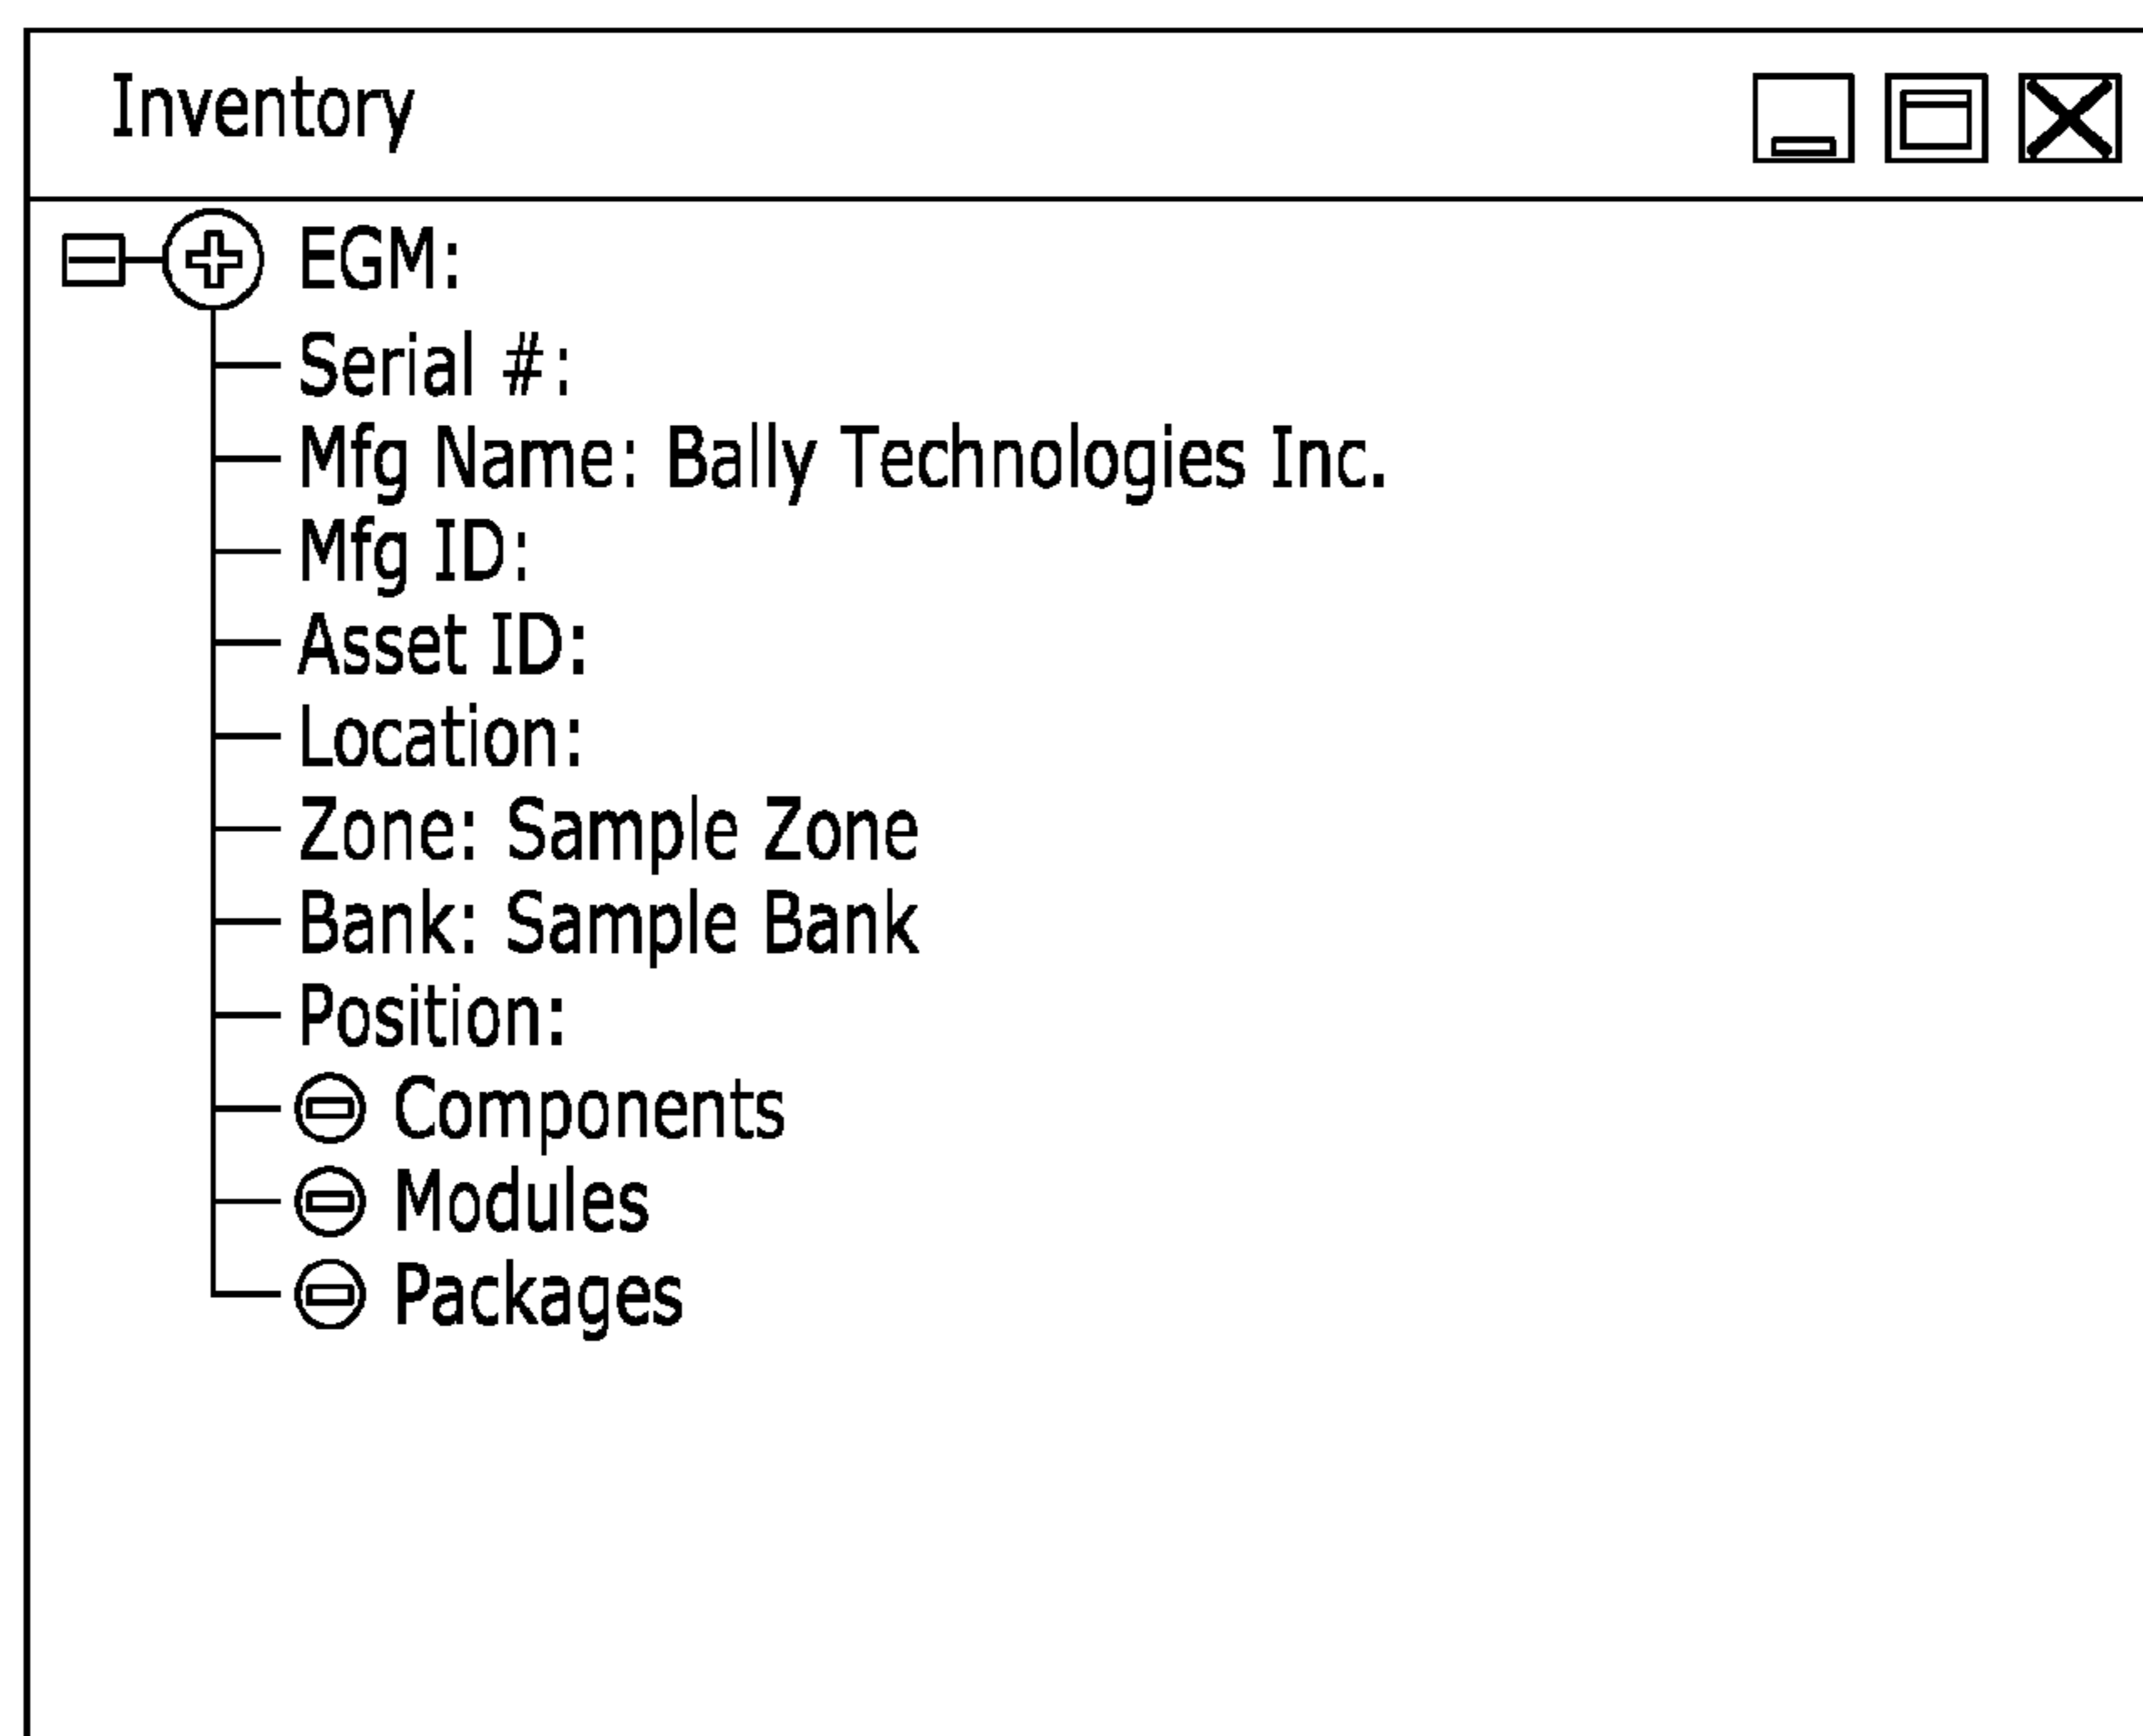 Inventory
EGM:
Serial #:
Mfg Name: Bally Technologies Inc.
Mfg ID:
Asset ID:
Location:
Zone: Sample Zone
Bank: Sample Bank
Position:
Components
Modules
Packages